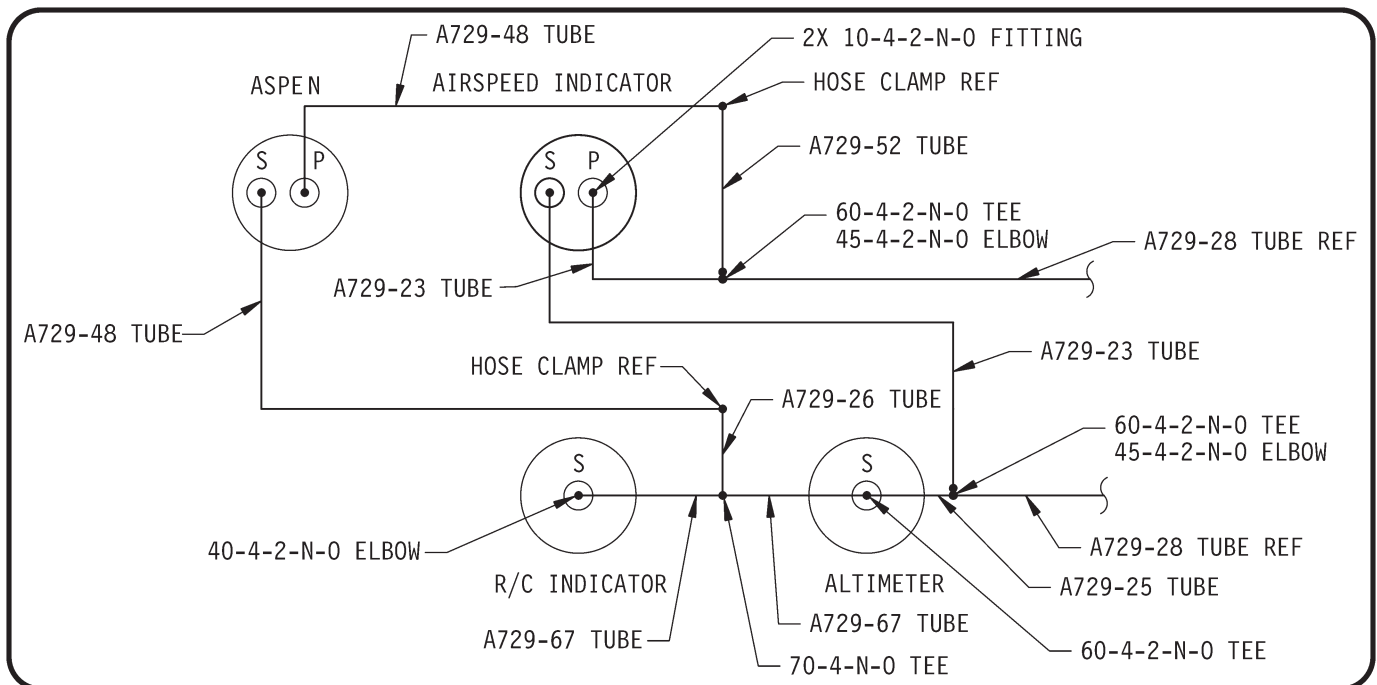 A729-48 TUBE
2X 10-4-2-N-O FITTING
ASPEN
AIRSPEED INDICATOR
HOSE CLAMP REF
S
P
S
P
A729-52 TUBE
60-4-2-N-O TEE
45-4-2-N-O ELBOW
A729-28 TUBE REF
A729-23 TUBE
A729-48 TUBE
A729-23 TUBE
HOSE CLAMP REF
A729-26 TUBE
60-4-2-N-O TEE
45-4-2-N-O ELBOW
S
S
40-4-2-N-O ELBOW
A729-28 TUBE REF
R/C INDICATOR
ALTIMETER
A729-25 TUBE
A729-67 TUBE
A729-67 TUBE
60-4-2-N-O TEE
70-4-N-O TEE